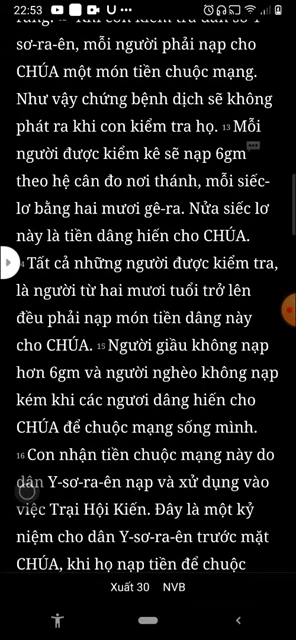 22:53
12 Khi con kiểm tra dân số Y-
sơ-ra-ên, mỗi người phải nạp cho
CHÚA một món tiền chuộc mạng.
Như vậy chứng bệnh dịch sẽ không
phát ra khi con kiểm tra họ. 13 Mỗi
người được kiểm kê sẽ nạp 6gm
theo hệ cân đo nơi thánh, mỗi siếc-
lơ bằng hai mươi gê-ra. Nửa siếc lơ
này là tiền dâng hiến cho CHÚA.
Tất cả những người được kiểm tra,
là người từ hai mươi tuổi trở lên
đều phải nạp món tiền dâng này
cho CHÚA. 15 Người giầu không nạp
hơn 6gm và người nghèo không nạp
kém khi các ngươi dâng hiến cho
CHÚA để chuộc mạng sống mình.
16 Con nhận tiền chuộc mạng này do
dân Y-sơ-ra-ên nạp và xử dụng vào
việc Trại Hội Kiến. Đây là một kỷ
niệm cho dân Y-sơ-ra-ên trước mặt
CHÚA, khi họ nạp tiền để chuộc
Xuất 30 NVB